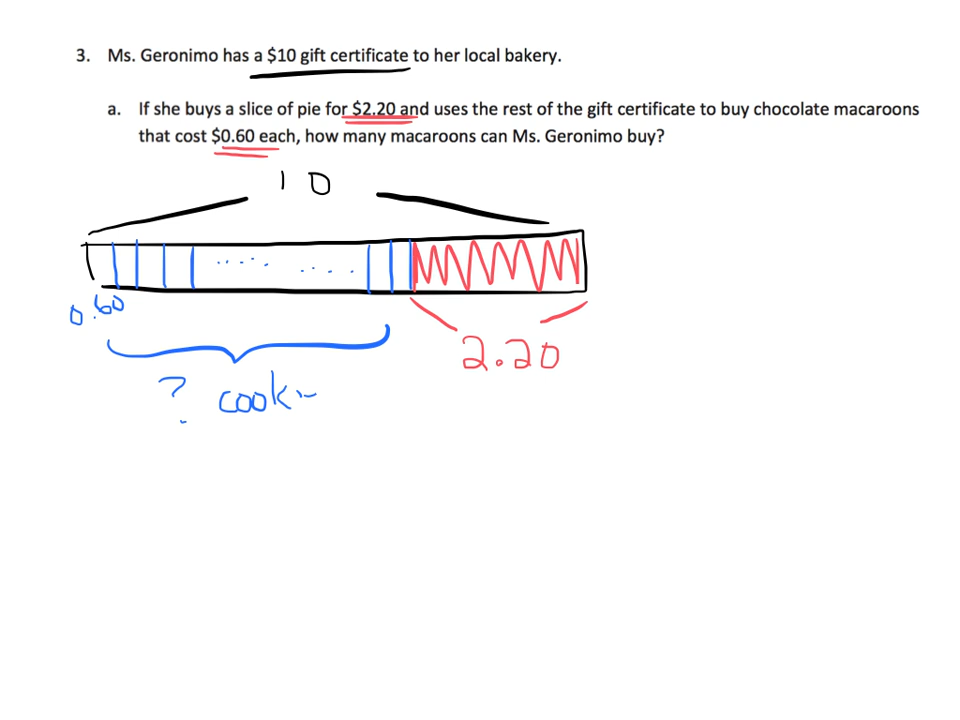 3. Ms. Geronimo has a $10 gift certificate to her local bakery.
a. If she buys a slice of pie for $2.20 and uses the rest of the gift certificate to buy chocolate macaroons
that cost $0.60 each, how many macaroons can Ms. Geronimo buy?
10
0.60
2.20
?